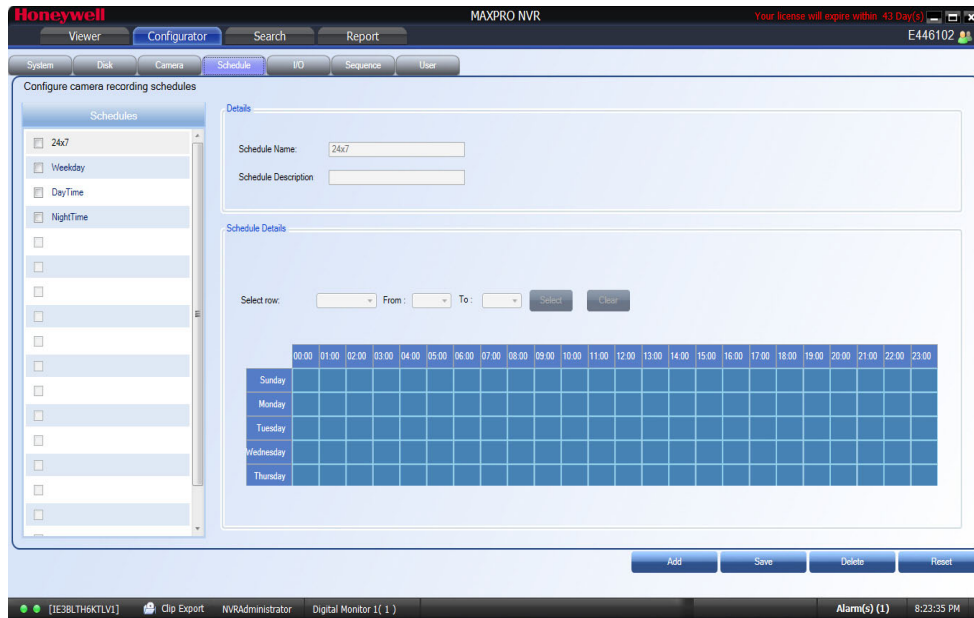 Honeywell MAXPRO NVR Your license will expire within 43 Day(s)
Viewer Configurator Search Report E446102
System Disk Camera Schedule I/O Sequence User
Configure camera recording schedules
Schedules
24x7
Weekday
DayTime
NightTime
Details
Schedule Name: 24x7
Schedule Description
Schedule Details
Select row: From : To : Select Clear
00:00 01:00 02:00 03:00 04:00 05:00 06:00 07:00 08:00 09:00 10:00 11:00 12:00 13:00 14:00 15:00 16:00 17:00 18:00 19:00 20:00 21:00 22:00 23:00
Sunday
Monday
Tuesday
Wednesday
Thursday
Add Save Delete Reset
[IE3BLTH6KTLV1] Clip Export NVRAdministrator Digital Monitor 1( 1 ) Alarm(s) (1) 8:23:35 PM